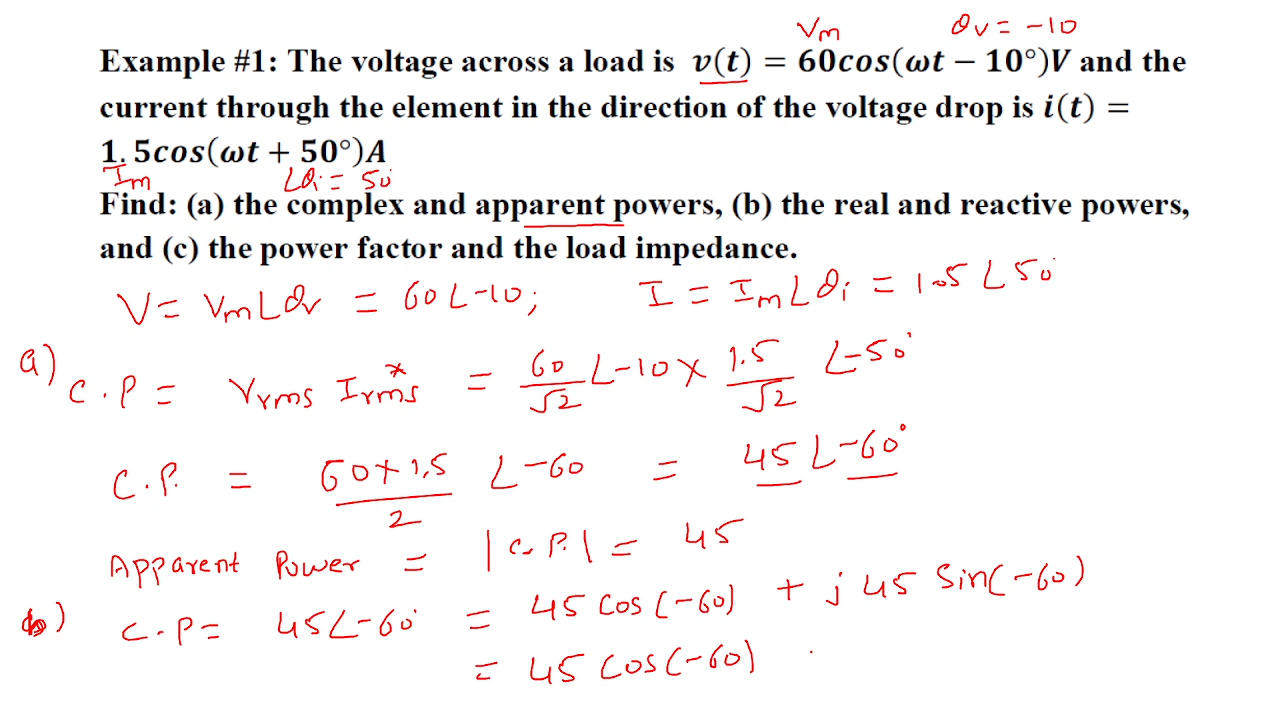 Vm θv = -10
Example #1: The voltage across a load is v(t) = 60cos(ωt − 10°)V and the
current through the element in the direction of the voltage drop is i(t) =
1.5cos(ωt + 50°)A
Im ∠θi = 50°
Find: (a) the complex and apparent powers, (b) the real and reactive powers,
and (c) the power factor and the load impedance.
V = Vm∠θv = 60∠-10; I = Im∠θi = 1.5∠50°
a) C.P = Vrms Irms* = 60/√2 ∠-10 × 1.5/√2 ∠-50°
C.P. = 60×1.5/2 ∠-60 = 45∠-60°
Apparent Power = |C.P.| = 45
b) C.P = 45∠-60° = 45 cos(-60) + j 45 Sin(-60)
= 45 cos(-60)